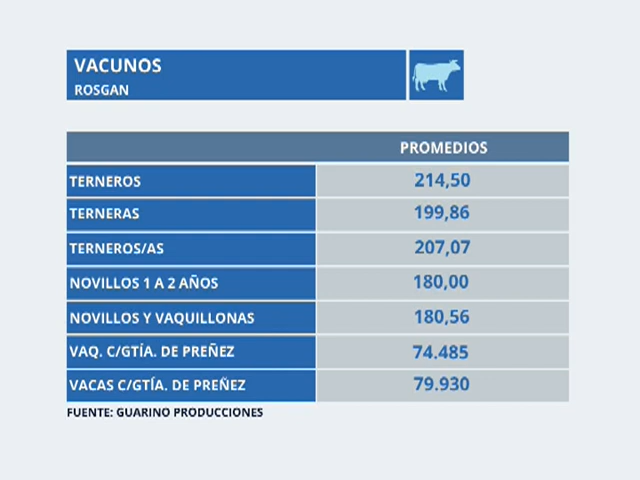 VACUNOS
ROSGAN
PROMEDIOS
TERNEROS 214,50
TERNERAS 199,86
TERNEROS/AS 207,07
NOVILLOS 1 A 2 AÑOS 180,00
NOVILLOS Y VAQUILLONAS 180,56
VAQ. C/GTÍA. DE PREÑEZ 74.485
VACAS C/GTÍA. DE PREÑEZ 79.930
FUENTE: GUARINO PRODUCCIONES